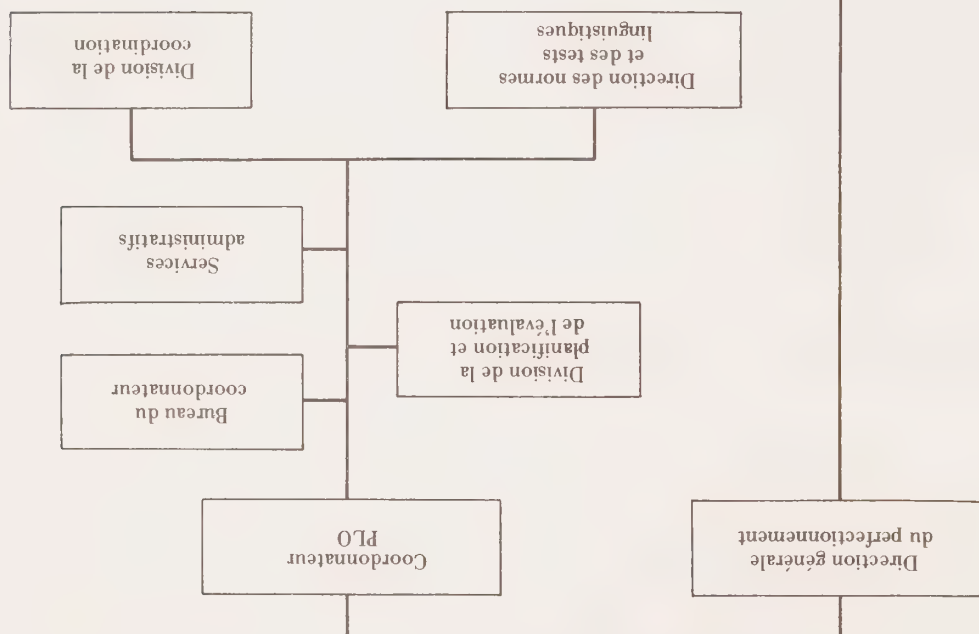 Direction générale
du perfectionnement
Coordonnateur
PLO
Bureau du
coordonnateur
Division de la
planification et
de l'évaluation
Services
administratifs
Direction des normes
et des tests
linguistiques
Division de la
coordination